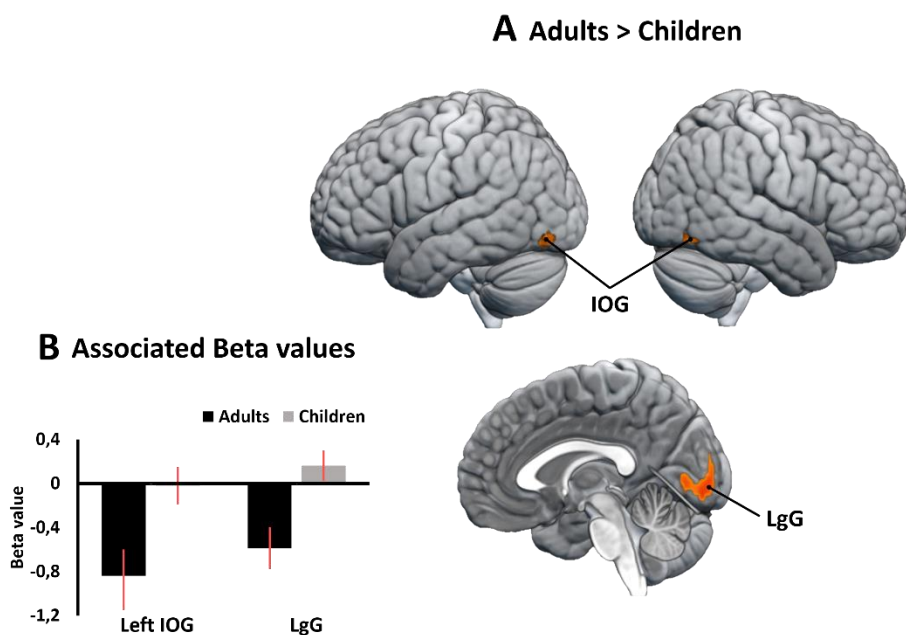 A Adults > Children
IOG
B Associated Beta values
Adults Children
Beta value
0,4
0
-0,4
-0,8
-1,2
Left IOG LgG
LgG